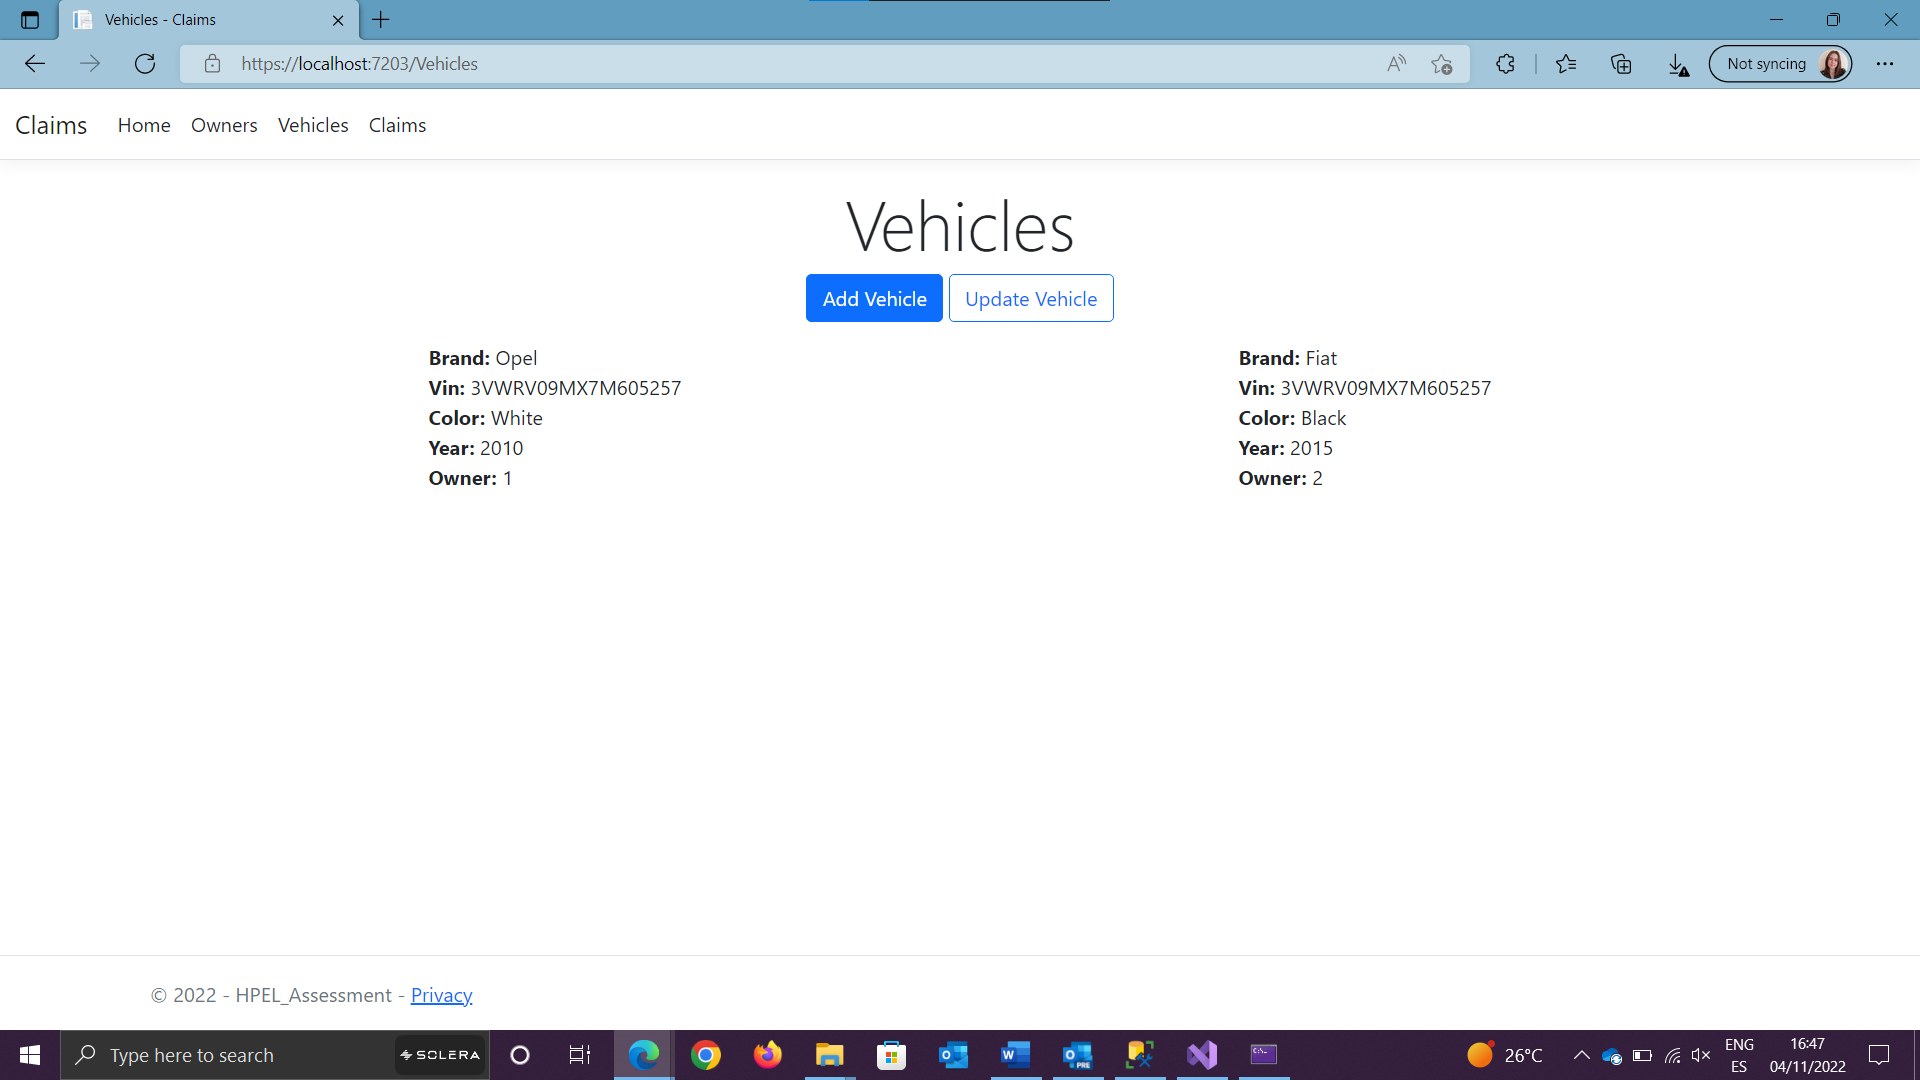 Vehicles - Claims
https://localhost:7203/Vehicles
Not syncing
Claims Home Owners Vehicles Claims
Vehicles
Add Vehicle Update Vehicle
Brand: Opel
Vin: 3VWRV09MX7M605257
Color: White
Year: 2010
Owner: 1
Brand: Fiat
Vin: 3VWRV09MX7M605257
Color: Black
Year: 2015
Owner: 2
© 2022 - HPEL_Assessment - Privacy
Type here to search
SOLERA
PRE
26°C
ENG
ES
16:47
04/11/2022